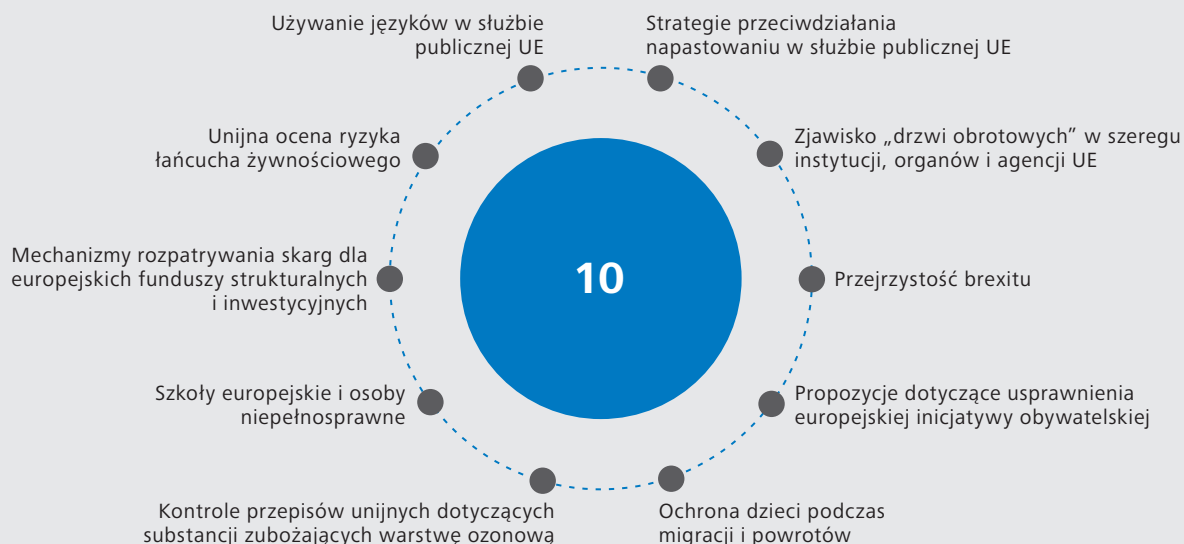 Używanie języków w służbie
publicznej UE
Strategie przeciwdziałania
napastowaniu w służbie publicznej UE
Unijna ocena ryzyka
łańcucha żywnościowego
Zjawisko „drzwi obrotowych” w szeregu
instytucji, organów i agencji UE
Mechanizmy rozpatrywania skarg dla
europejskich funduszy strukturalnych
i inwestycyjnych
10
Przejrzystość brexitu
Szkoły europejskie i osoby
niepełnosprawne
Propozycje dotyczące usprawnienia
europejskiej inicjatywy obywatelskiej
Kontrole przepisów unijnych dotyczących
substancji zubożających warstwę ozonową
Ochrona dzieci podczas
migracji i powrotów